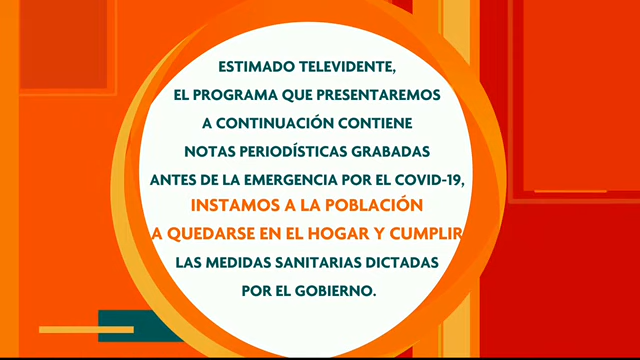 ESTIMADO TELEVIDENTE,
EL PROGRAMA QUE PRESENTAREMOS
A CONTINUACIÓN CONTIENE
NOTAS PERIODÍSTICAS GRABADAS
ANTES DE LA EMERGENCIA POR EL COVID-19,
INSTAMOS A LA POBLACIÓN
A QUEDARSE EN EL HOGAR Y CUMPLIR
LAS MEDIDAS SANITARIAS DICTADAS
POR EL GOBIERNO.